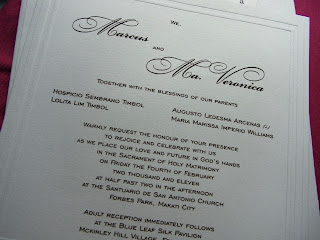 We,
Marcus
and
Ma. Veronica
Together with the blessings of our parents
Hospicio Sembrano Timbol
Lolita Lim Timbol
Augusto Ledesma Arceñas
Maria Marissa Imperio Williams
Warmly request the honour of your presence
to rejoice and celebrate with us
as we place our love and future in God's hands
in the Sacrament of Holy Matrimony
on Friday the Fourth of February
two thousand and eleven
at half past two in the afternoon
at the Santuario de San Antonio Church
Forbes Park, Makati City
Adult reception immediately follows
at the Blue Leaf Silk Pavilion
McKinley Hill Village,